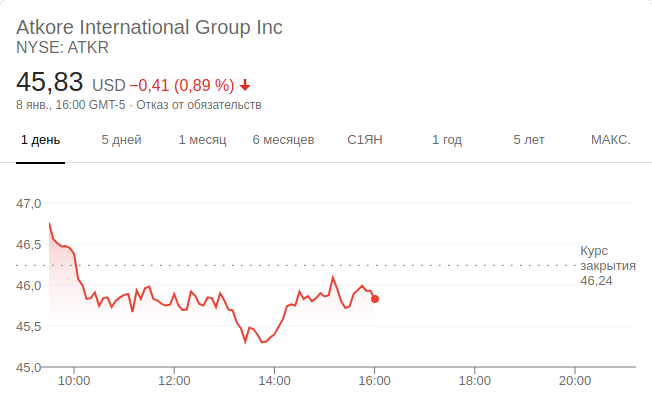 Atkore International Group Inc
NYSE: ATKR
45,83 USD −0,41 (0,89 %)
8 янв., 16:00 GMT-5 · Отказ от обязательств
1 день 5 дней 1 месяц 6 месяцев С1ЯН 1 год 5 лет МАКС.
47,0
46,5
46,0
45,5
45,0
Курс
закрытия
46,24
10:00 12:00 14:00 16:00 18:00 20:00